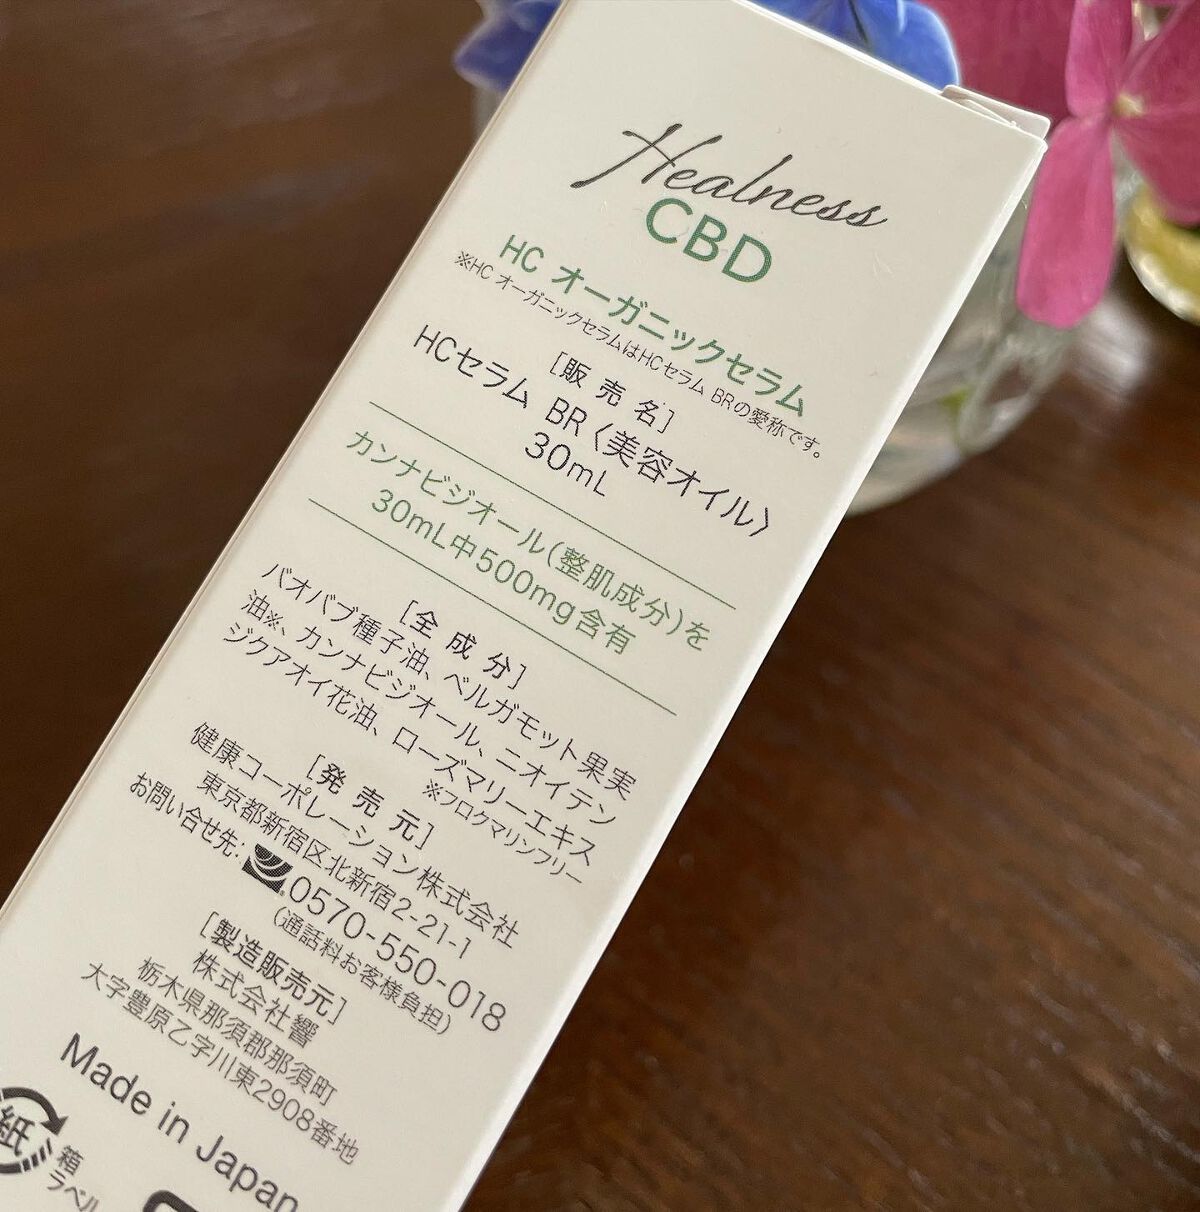 Healness
CBD
HC オーガニックセラム
※HC オーガニックセラムはHCセラム BRの愛称です。
[販売名]
HCセラム BR〈美容オイル〉
30mL
カンナビジオール(整肌成分)を
30mL中500mg含有
[全成分]
バオバブ種子油、ベルガモット果実
油※、カンナビジオール、ニオイテン
ジクアオイ花油、ローズマリーエキス
※フロクマリンフリー
[発売元]
健康コーポレーション株式会社
東京都新宿区北新宿2-21-1
お問い合せ先:0570-550-018
(通話料お客様負担)
[製造販売元]
株式会社響
栃木県那須郡那須町
大字豊原乙字川東2908番地
Made in Japan
紙
箱
ラベル